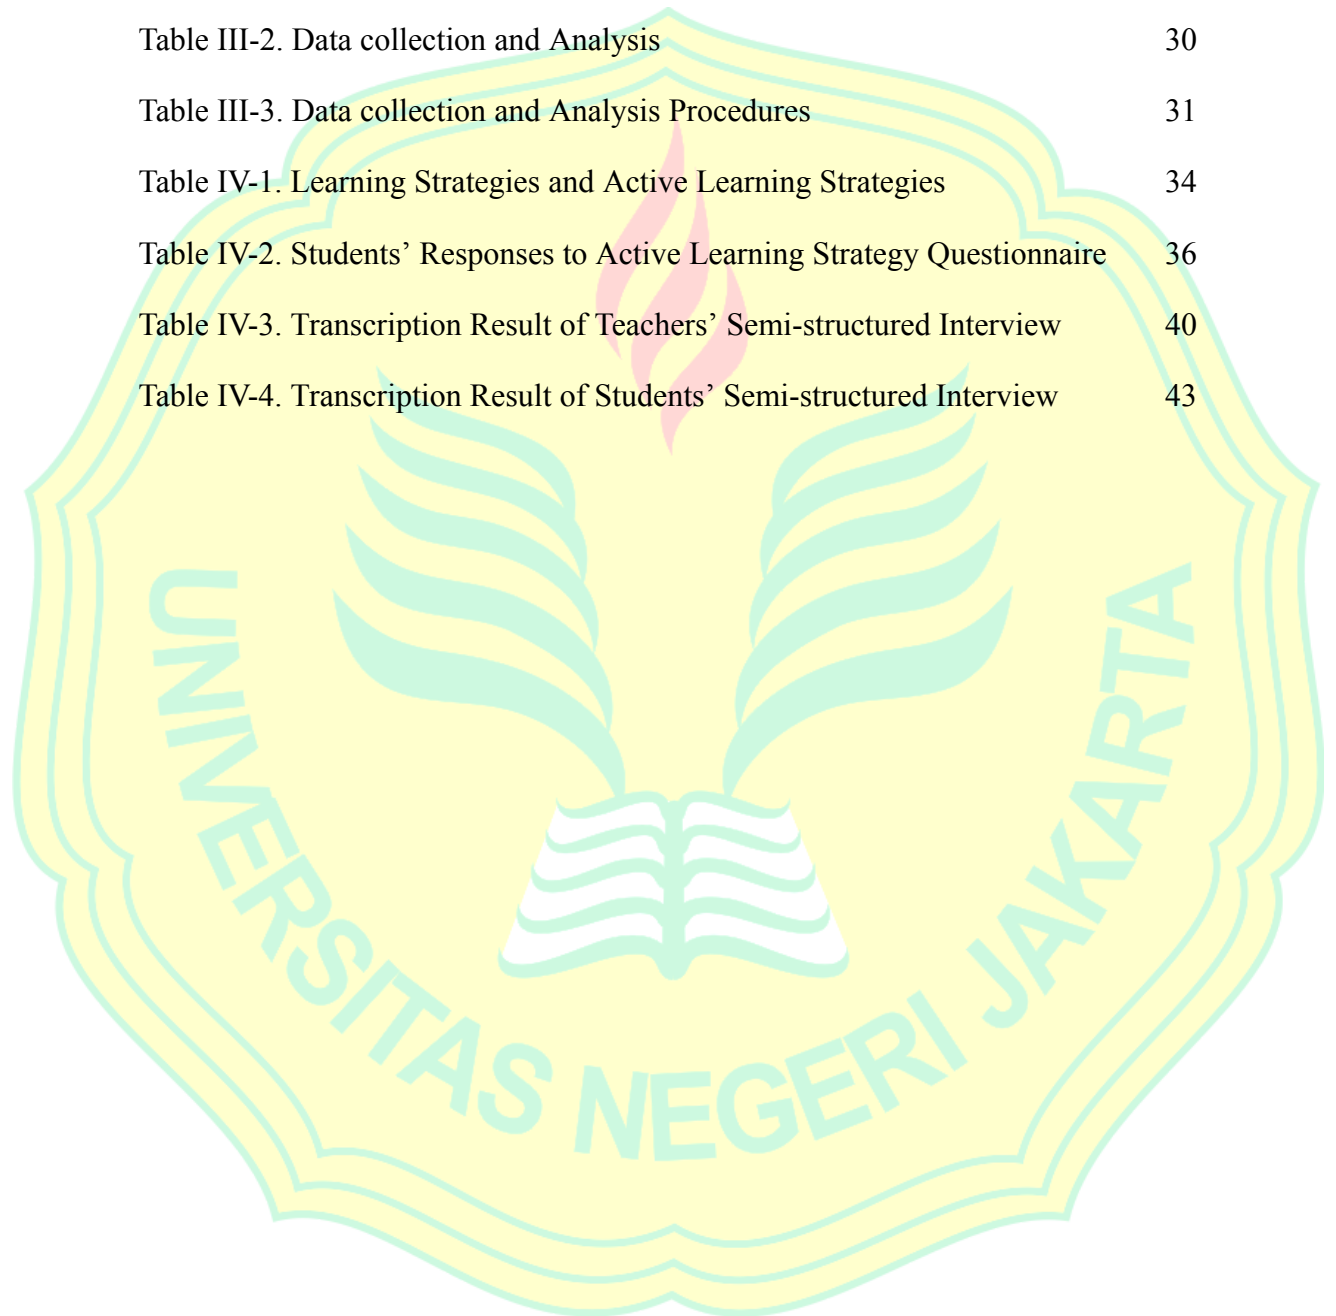 Table III-2. Data collection and Analysis 30
Table III-3. Data collection and Analysis Procedures 31
Table IV-1. Learning Strategies and Active Learning Strategies 34
Table IV-2. Students’ Responses to Active Learning Strategy Questionnaire 36
Table IV-3. Transcription Result of Teachers’ Semi-structured Interview 40
Table IV-4. Transcription Result of Students’ Semi-structured Interview 43
UNIVERSITAS NEGERI JAKARTA